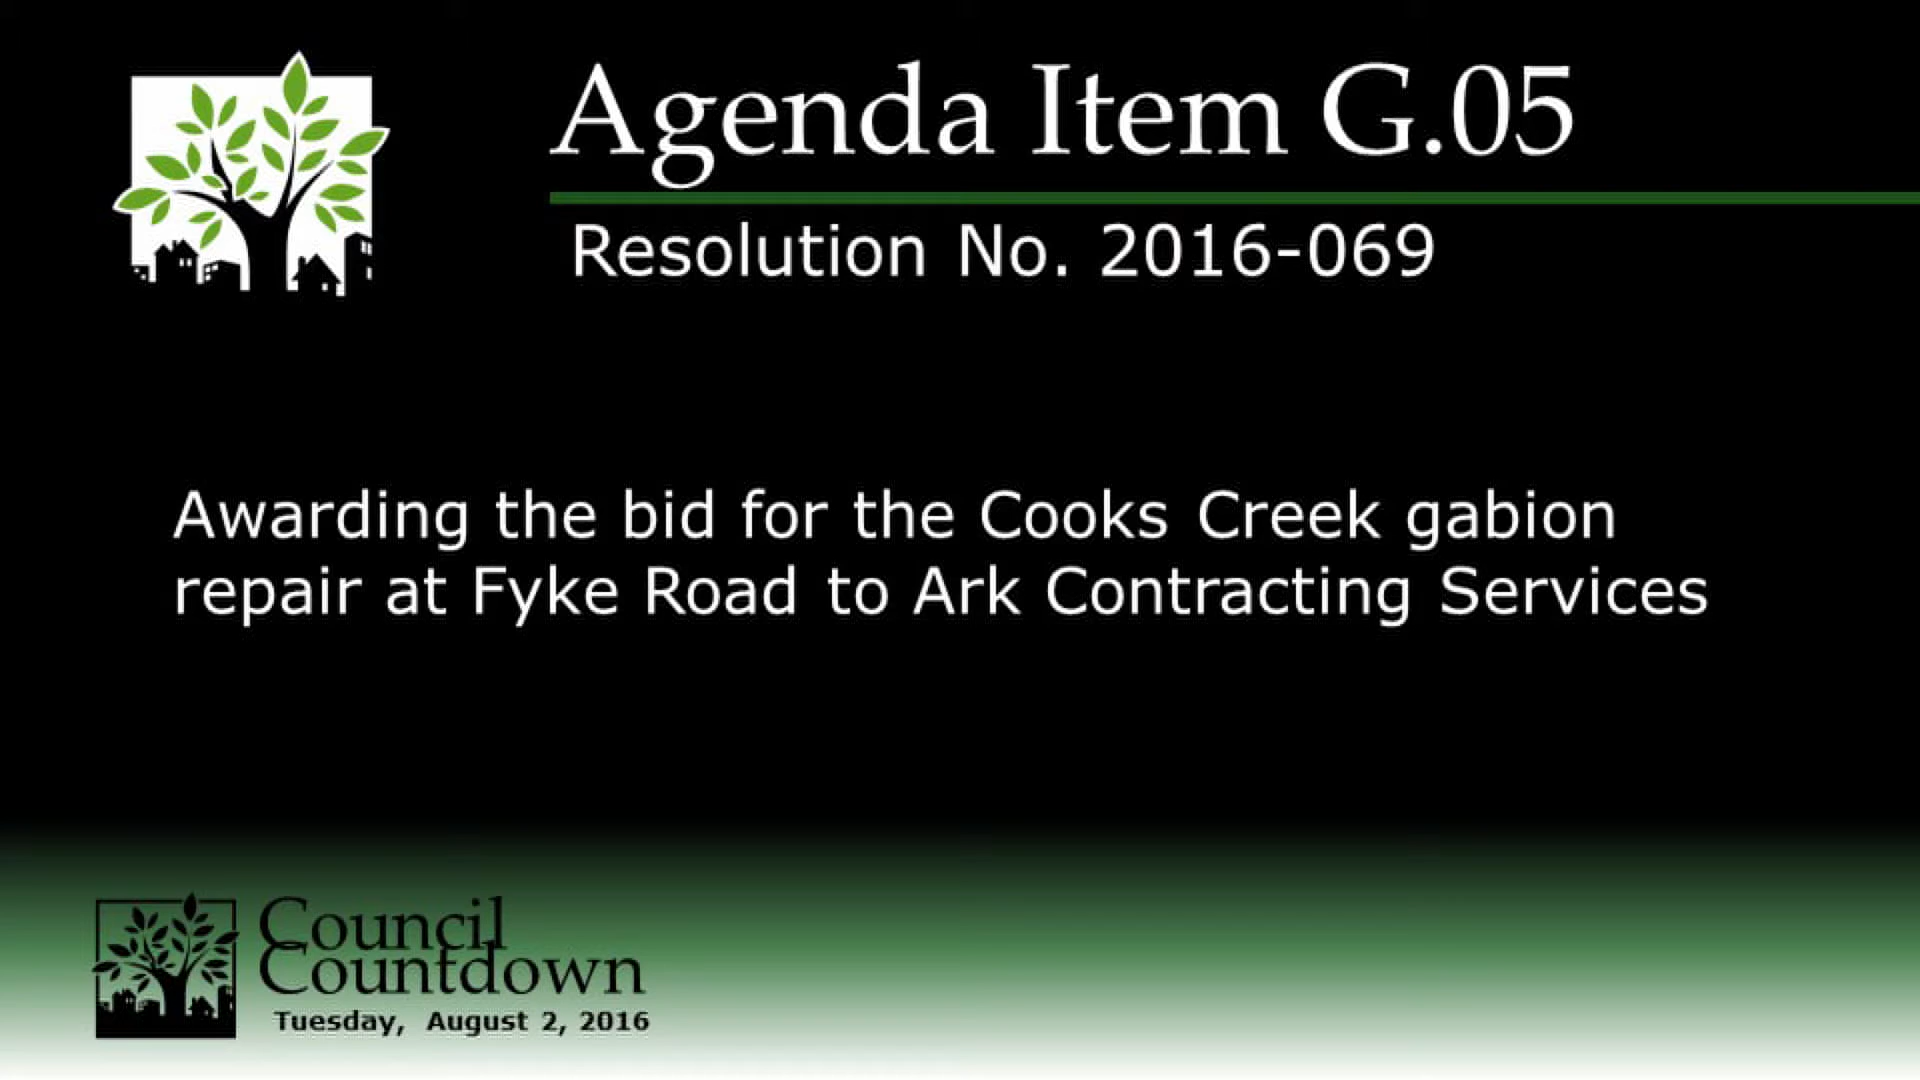 Agenda Item G.05
Resolution No. 2016-069
Awarding the bid for the Cooks Creek gabion
repair at Fyke Road to Ark Contracting Services
Council
Countdown
Tuesday, August 2, 2016